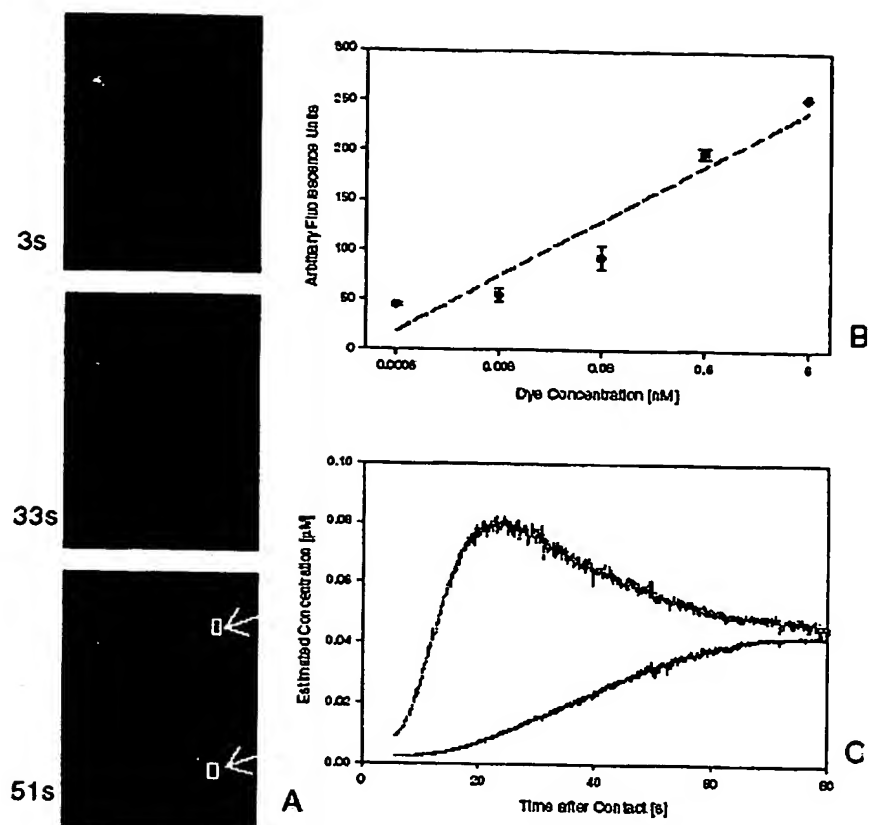 3s
33s
51s
A
300
250
200
150
100
50
0
Arbitrary Fluorescence Units
0.0006
0.006
0.06
0.6
6
Dye Concentration [nM]
B
0.10
0.08
0.06
0.04
0.02
0.00
Estimated Concentration [µM]
0
20
40
60
80
Time after Contact [s]
C